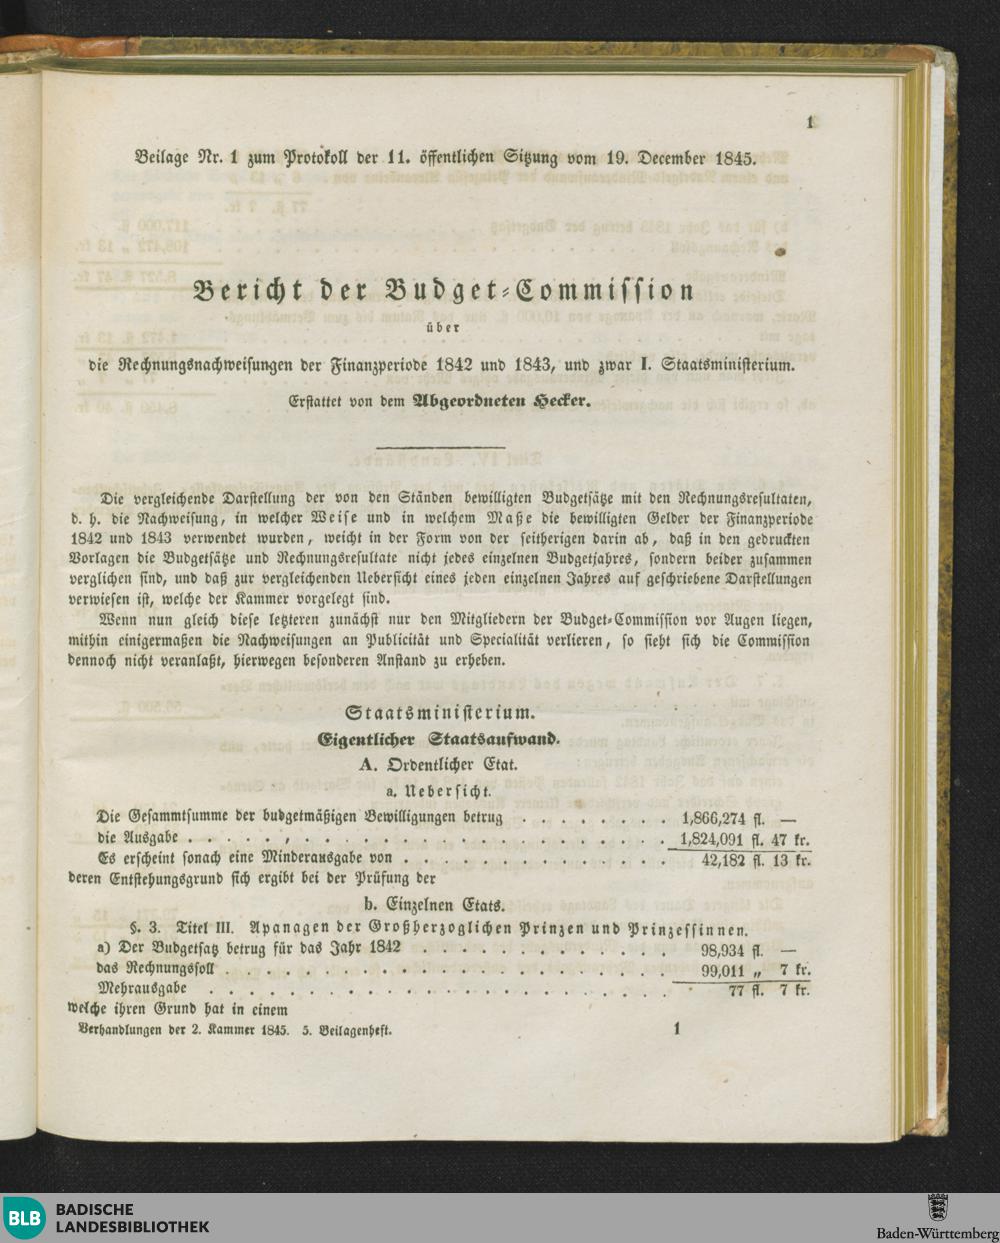 1
Beilage Nr. 1 zum Protokoll der 11. öffentlichen Sitzung vom 19. December 1845.
Bericht der Budget-Commission
über
die Rechnungsnachweisungen der Finanzperiode 1842 und 1843, und zwar I. Staatsministerium.
Erstattet von dem Abgeordneten Hecker.
Die vergleichende Darstellung der von den Ständen bewilligten Budgetsätze mit den Rechnungsresultaten,
d. h. die Nachweisung, in welcher Weise und in welchem Maße die bewilligten Gelder der Finanzperiode
1842 und 1843 verwendet wurden, weicht in der Form von der seitherigen darin ab, daß in den gedruckten
Vorlagen die Budgetsätze und Rechnungsresultate nicht jedes einzelnen Budgetjahres, sondern beider zusammen
verglichen sind, und daß zur vergleichenden Uebersicht eines jeden einzelnen Jahres auf geschriebene Darstellungen
verwiesen ist, welche der Kammer vorgelegt sind.
Wenn nun gleich diese letzteren zunächst nur den Mitgliedern der Budget-Commission vor Augen liegen,
mithin einigermaßen die Nachweisungen an Publicität und Specialität verlieren, so sieht sich die Commission
dennoch nicht veranlaßt, hierwegen besonderen Anstand zu erheben.
Staatsministerium.
Eigentlicher Staatsaufwand.
A. Ordentlicher Etat.
a. Uebersicht.
Die Gesammtsumme der budgetmäßigen Bewilligungen betrug . . . . . . . . 1,866,274 fl. —
die Ausgabe . . . . . . . . . . . . . . . . . . . . 1,824,091 fl. 47 kr.
Es erscheint sonach eine Minderausgabe von . . . . . . . . . . . . . 42,182 fl. 13 kr.
deren Entstehungsgrund sich ergibt bei der Prüfung der
b. Einzelnen Etats.
§. 3. Titel III. Apanagen der Großherzoglichen Prinzen und Prinzessinnen.
a) Der Budgetsatz betrug für das Jahr 1842 . . . . . . . . . . . . 98,934 fl. —
das Rechnungssoll . . . . . . . . . . . . . . . . . . . 99,011 „ 7 kr.
Mehrausgabe . . . . . . . . . . . . . . . . . . . . 77 fl. 7 kr.
welche ihren Grund hat in einem
Verhandlungen der 2. Kammer 1845. 5. Beilagenheft. 1
BLB
BADISCHE
LANDESBIBLIOTHEK
Baden-Württemberg